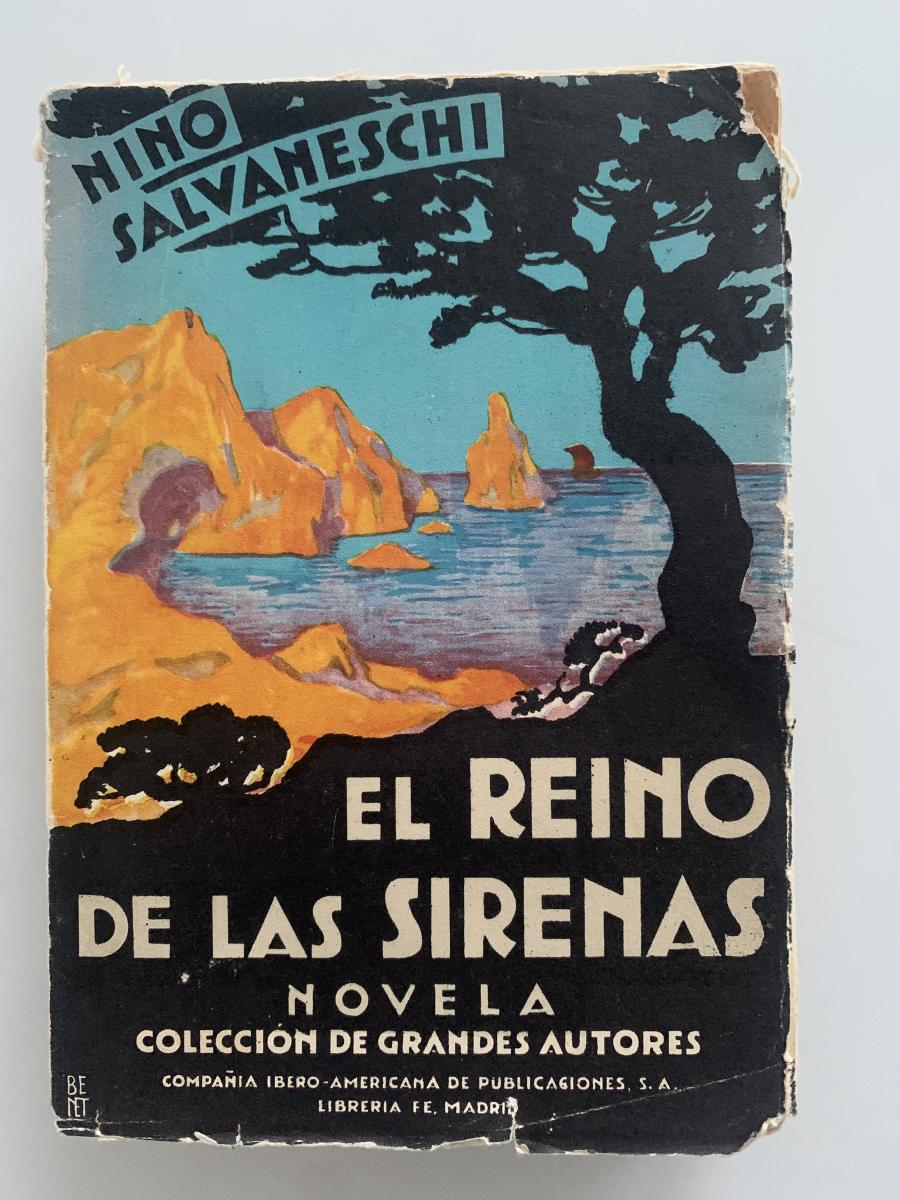 NINO
SALVANESCHI
EL REINO
DE LAS SIRENAS
NOVELA
COLECCIÓN DE GRANDES AUTORES
COMPAÑIA IBERO-AMERICANA DE PUBLICACIONES, S. A.
LIBRERIA FE, MADRID
BE
NET